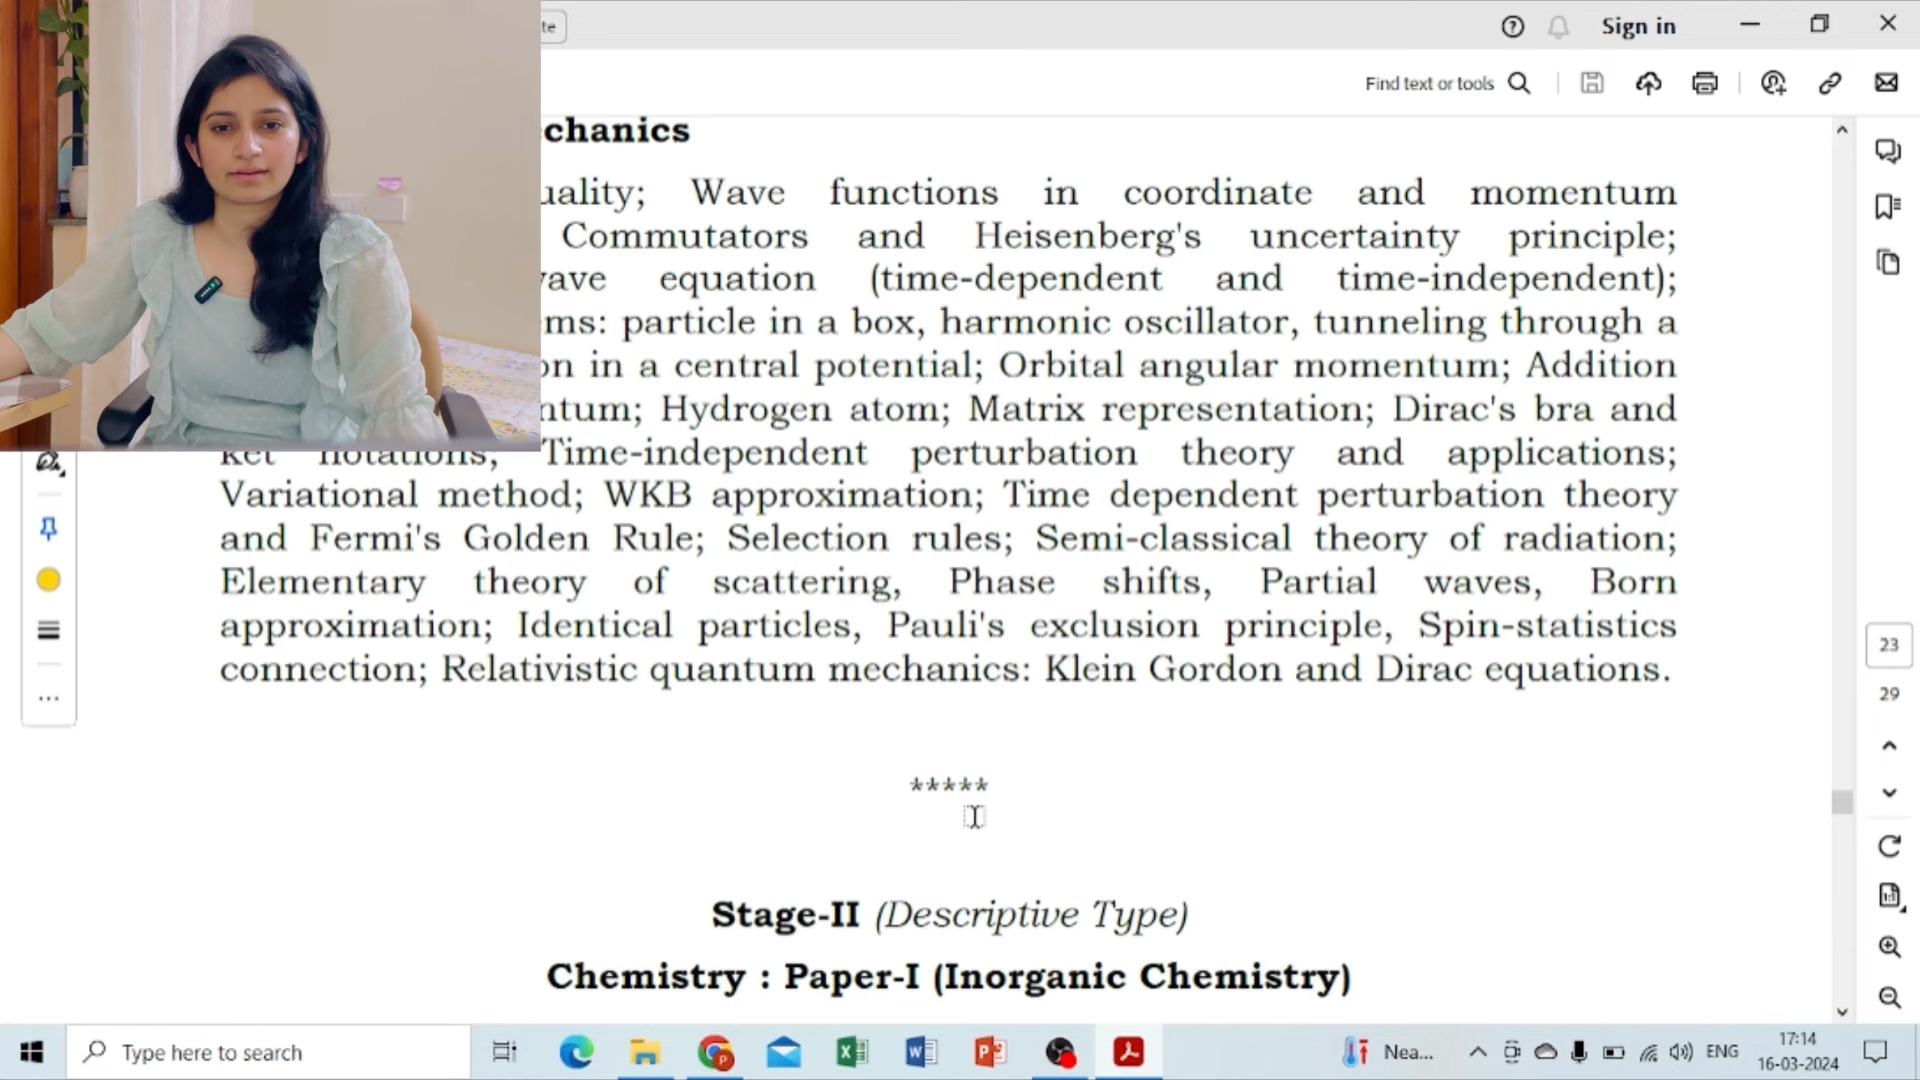 te
Sign in
Find text or tools
chanics
uality; Wave functions in coordinate and momentum
Commutators and Heisenberg's uncertainty principle;
ave equation (time-dependent and time-independent);
ms: particle in a box, harmonic oscillator, tunneling through a
on in a central potential; Orbital angular momentum; Addition
ntum; Hydrogen atom; Matrix representation; Dirac's bra and
ket notations; Time-independent perturbation theory and applications;
Variational method; WKB approximation; Time dependent perturbation theory
and Fermi's Golden Rule; Selection rules; Semi-classical theory of radiation;
Elementary theory of scattering, Phase shifts, Partial waves, Born
approximation; Identical particles, Pauli's exclusion principle, Spin-statistics
connection; Relativistic quantum mechanics: Klein Gordon and Dirac equations.
23
29
*****
Stage-II (Descriptive Type)
Chemistry : Paper-I (Inorganic Chemistry)
Type here to search
Nea...
ENG
17:14
16-03-2024